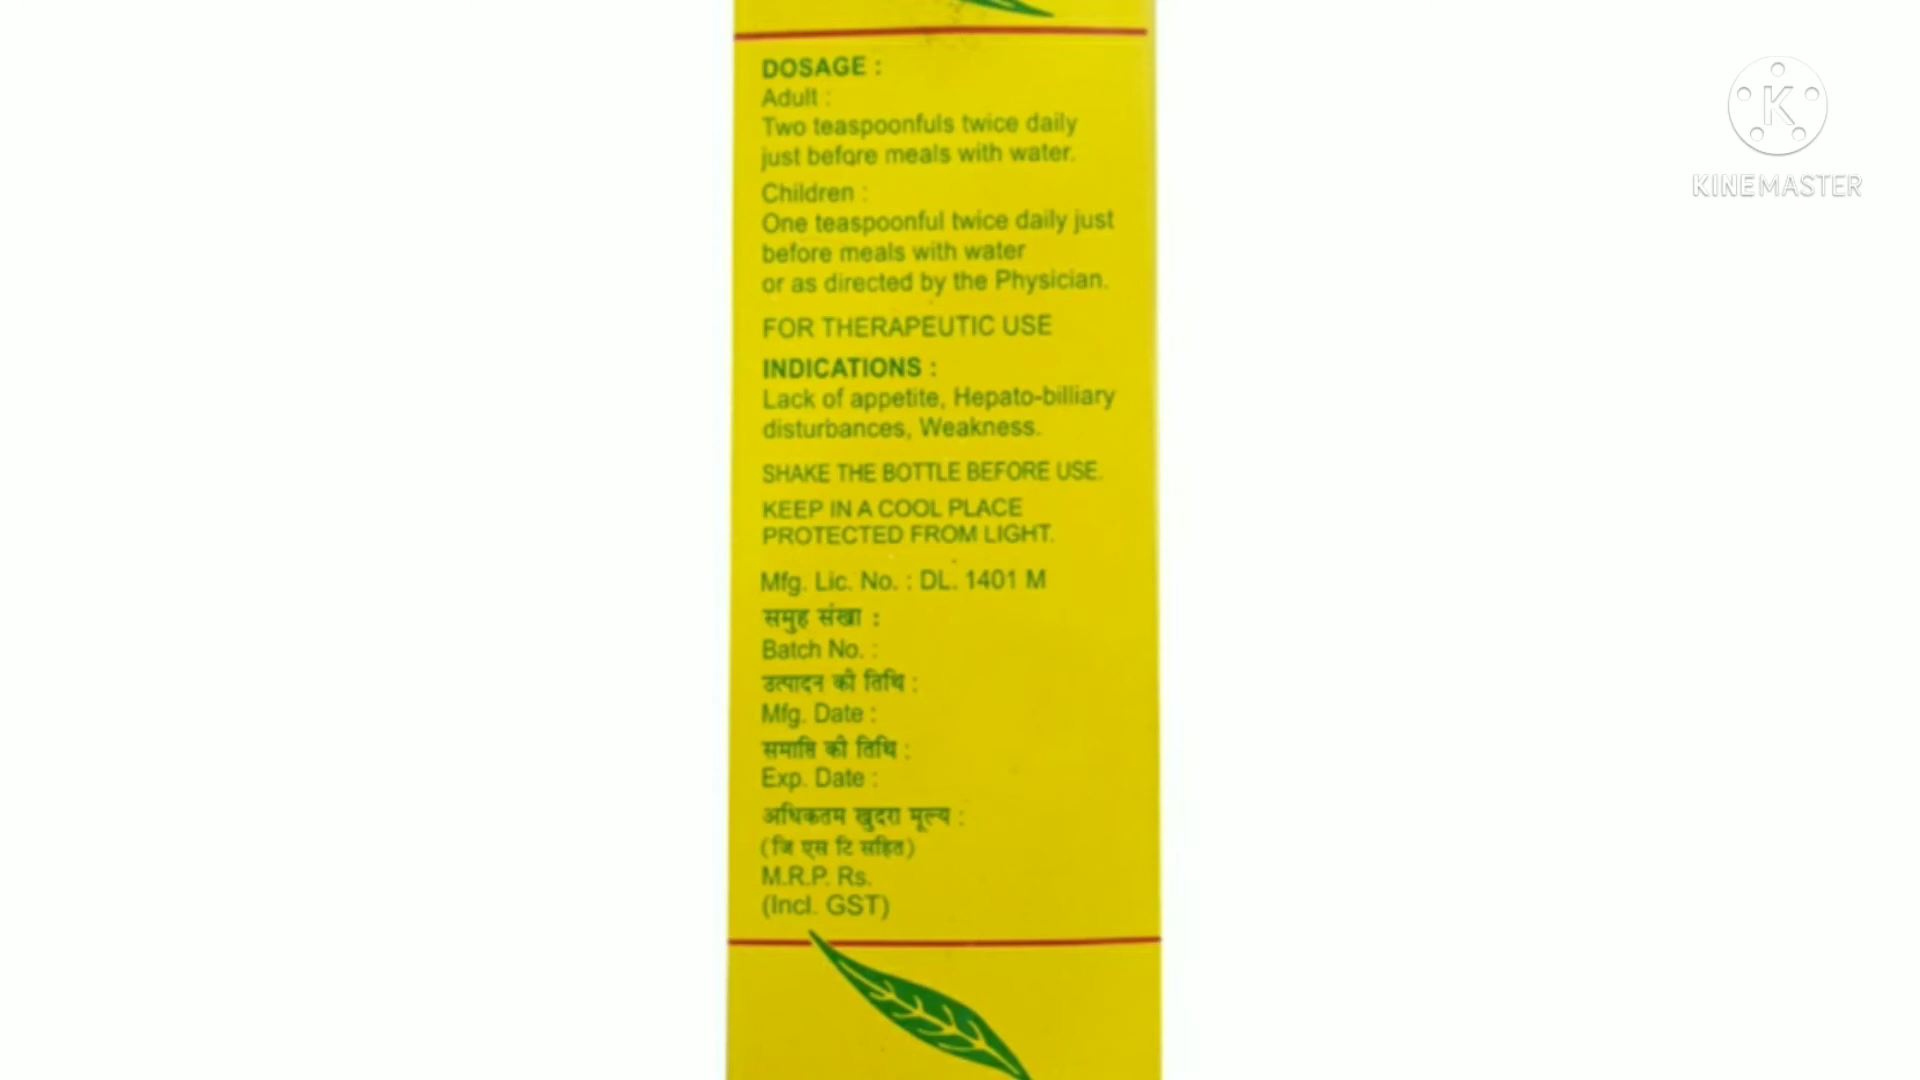 DOSAGE :
Adult :
Two teaspoonfuls twice daily
just before meals with water.
Children :
One teaspoonful twice daily just
before meals with water
or as directed by the Physician.
FOR THERAPEUTIC USE
INDICATIONS :
Lack of appetite, Hepato-billiary
disturbances, Weakness.
SHAKE THE BOTTLE BEFORE USE.
KEEP IN A COOL PLACE
PROTECTED FROM LIGHT.
Mfg. Lic. No. : DL. 1401 M
समुह संखा :
Batch No. :
उत्पादन की तिथि :
Mfg. Date :
समाप्ति की तिथि :
Exp. Date :
अधिकतम खुदरा मूल्य :
(जि एस टि सहित)
M.R.P. Rs.
(Incl. GST)
K
KINEMASTER